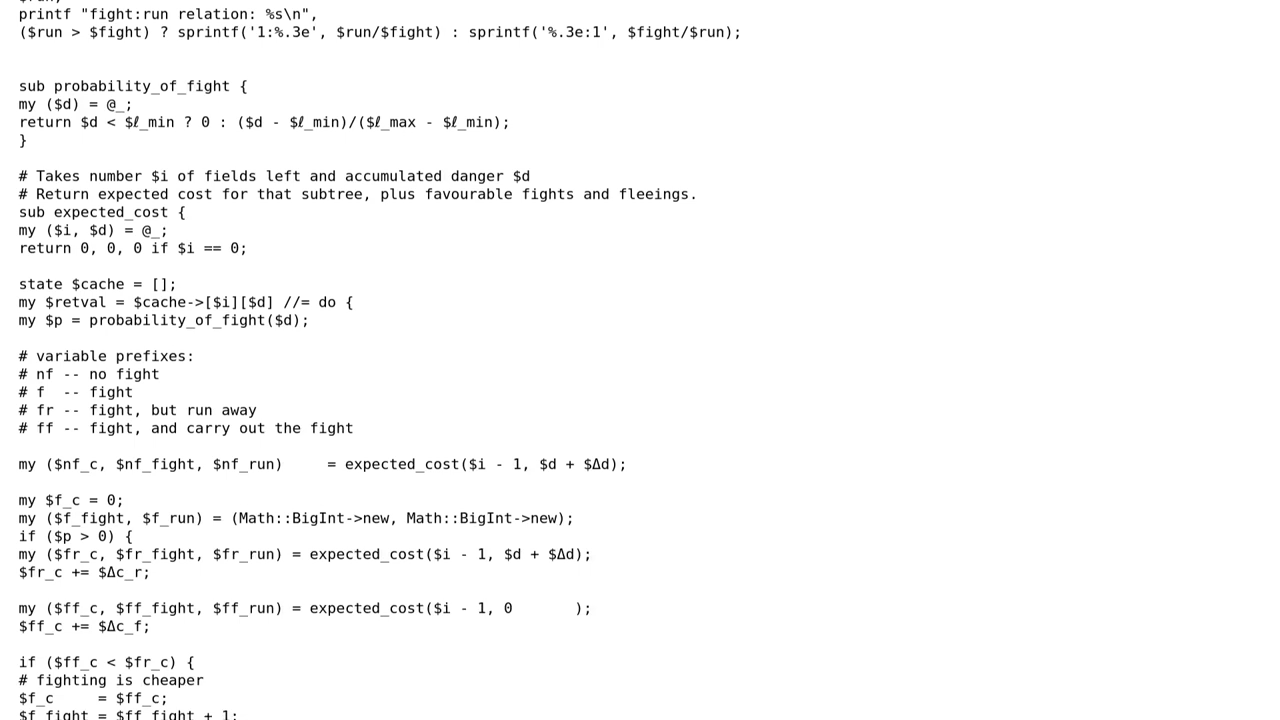 printf "fight:run relation: %s\n",
($run > $fight) ? sprintf('1:%.3e', $run/$fight) : sprintf('%.3e:1', $fight/$run);
sub probability_of_fight {
my ($d) = @_;
return $d < $ℓ_min ? 0 : ($d - $ℓ_min)/($ℓ_max - $ℓ_min);
}
# Takes number $i of fields left and accumulated danger $d
# Return expected cost for that subtree, plus favourable fights and fleeings.
sub expected_cost {
my ($i, $d) = @_;
return 0, 0, 0 if $i == 0;
state $cache = [];
my $retval = $cache->[$i][$d] //= do {
my $p = probability_of_fight($d);
# variable prefixes:
# nf -- no fight
# f  -- fight
# fr -- fight, but run away
# ff -- fight, and carry out the fight
my ($nf_c, $nf_fight, $nf_run)     = expected_cost($i - 1, $d + $Δd);
my $f_c = 0;
my ($f_fight, $f_run) = (Math::BigInt->new, Math::BigInt->new);
if ($p > 0) {
my ($fr_c, $fr_fight, $fr_run) = expected_cost($i - 1, $d + $Δd);
$fr_c += $Δc_r;
my ($ff_c, $ff_fight, $ff_run) = expected_cost($i - 1, 0       );
$ff_c += $Δc_f;
if ($ff_c < $fr_c) {
# fighting is cheaper
$f_c     = $ff_c;
$f_fight = $ff_fight + 1;